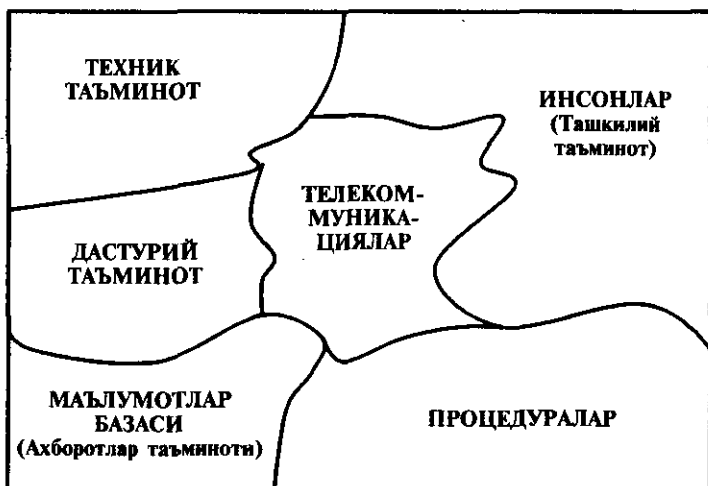 ТЕХНИК
ТАЪМИНОТ
ИНСОНЛАР
(Ташкилий
таъминот)
ТЕЛЕКОМ-
МУНИКА-
ЦИЯЛАР
ДАСТУРИЙ
ТАЪМИНОТ
МАЪЛУМОТЛАР
БАЗАСИ
(Ахборотлар таъминоти)
ПРОЦЕДУРАЛАР